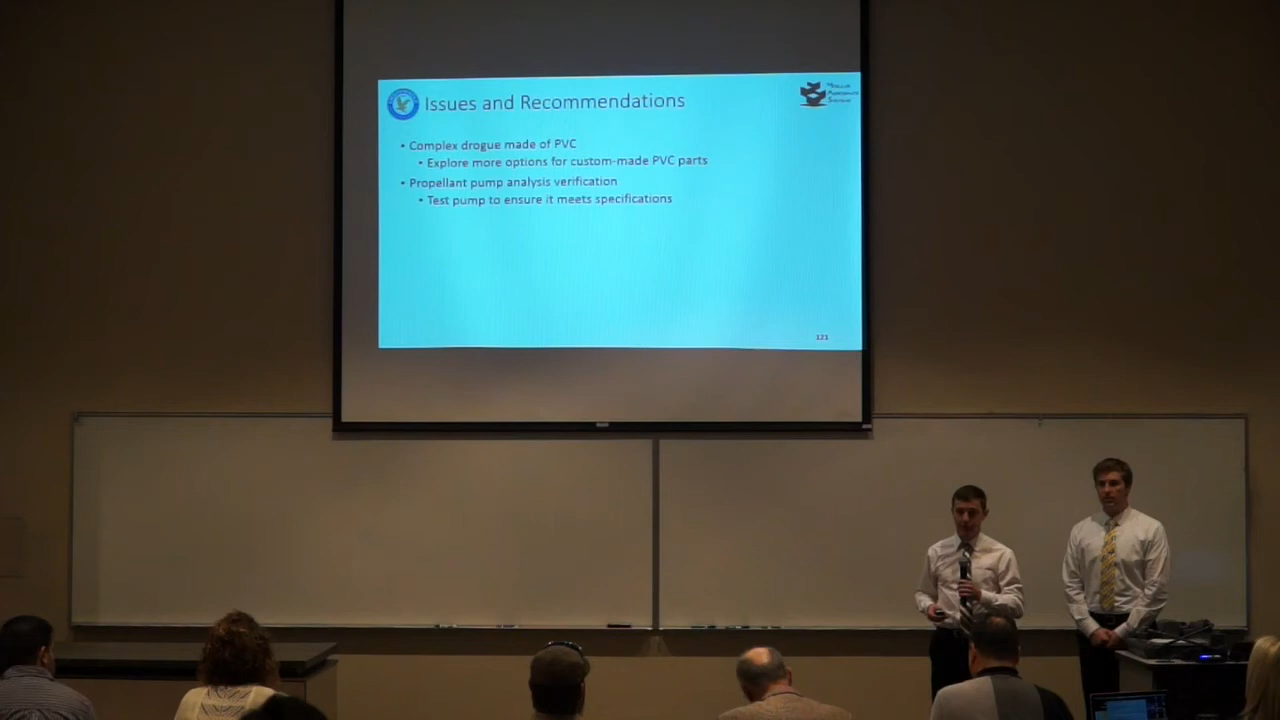 Issues and Recommendations
• Complex drogue made of PVC
• Explore more options for custom-made PVC parts
• Propellant pump analysis verification
• Test pump to ensure it meets specifications
121